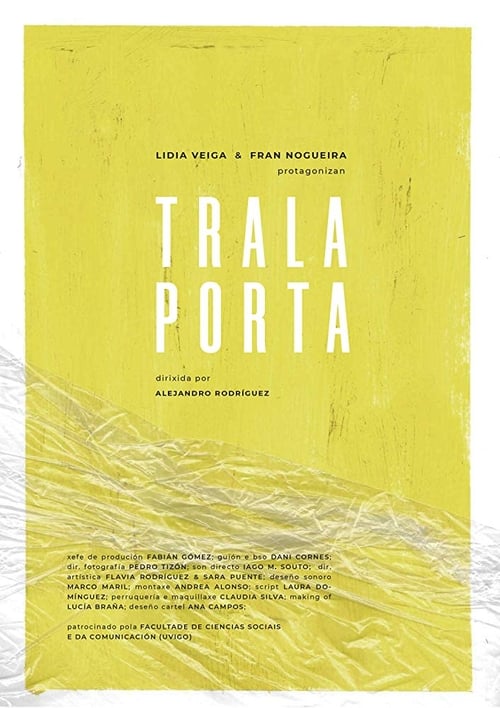 LIDIA VEIGA & FRAN NOGUEIRA
protagonizan
TRALA
PORTA
dirixida por
ALEJANDRO RODRÍGUEZ
xefe de produción FABIÁN GÓMEZ; guión e bso DANI CORNES;
dir. fotografía PEDRO TIZÓN; son directo IAGO M. SOUTO; dir.
artística FLAVIA RODRÍGUEZ & SARA PUENTE; deseño sonoro
MARCO MARIL; montaxe ANDREA ALONSO; script LAURA DO-
MÍNGUEZ; perruquería e maquillaxe CLAUDIA SILVA; making of
LUCÍA BRAÑA; deseño cartel ANA CAMPOS;
patrocinado pola FACULTADE DE CIENCIAS SOCIAIS
E DA COMUNICACIÓN (UVIGO)